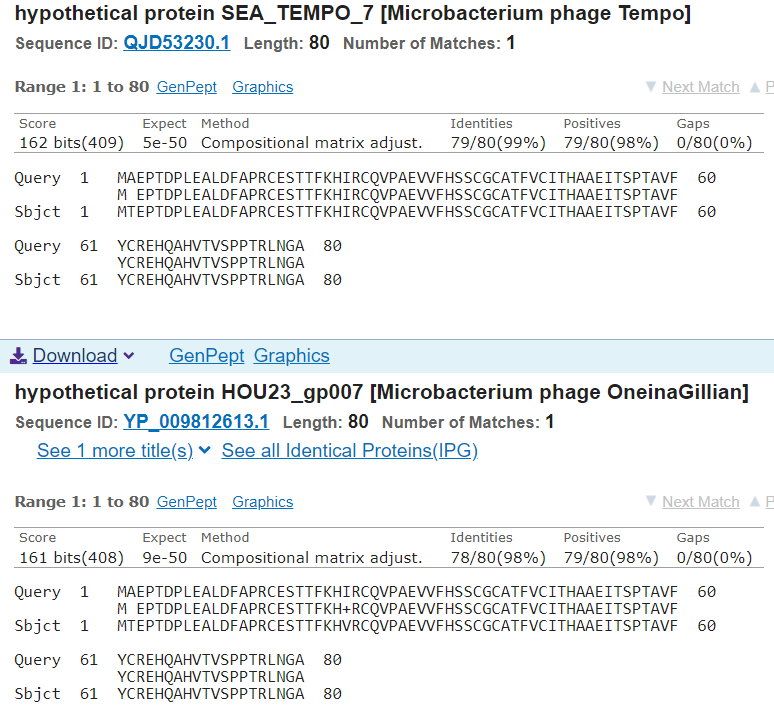 hypothetical protein SEA_TEMPO_7 [Microbacterium phage Tempo]
Sequence ID: QJD53230.1 Length: 80 Number of Matches: 1
Range 1: 1 to 80 GenPept Graphics ▼ Next Match ▲ P
Score Expect Method Identities Positives Gaps
162 bits(409) 5e-50 Compositional matrix adjust. 79/80(99%) 79/80(98%) 0/80(0%)
Query 1 MAEPTDPLEALDFAPRCESTTFKHIRCQVPAEVVFHSSCGCATFVCITHAAEITSPTAVF 60
M EPTDPLEALDFAPRCESTTFKHIRCQVPAEVVFHSSCGCATFVCITHAAEITSPTAVF
Sbjct 1 MTEPTDPLEALDFAPRCESTTFKHIRCQVPAEVVFHSSCGCATFVCITHAAEITSPTAVF 60
Query 61 YCREHQAHVTVSPPTRLNGA 80
YCREHQAHVTVSPPTRLNGA
Sbjct 61 YCREHQAHVTVSPPTRLNGA 80
Download GenPept Graphics
hypothetical protein HOU23_gp007 [Microbacterium phage OneinaGillian]
Sequence ID: YP_009812613.1 Length: 80 Number of Matches: 1
See 1 more title(s) See all Identical Proteins(IPG)
Range 1: 1 to 80 GenPept Graphics ▼ Next Match ▲ P
Score Expect Method Identities Positives Gaps
161 bits(408) 9e-50 Compositional matrix adjust. 78/80(98%) 79/80(98%) 0/80(0%)
Query 1 MAEPTDPLEALDFAPRCESTTFKHIRCQVPAEVVFHSSCGCATFVCITHAAEITSPTAVF 60
M EPTDPLEALDFAPRCESTTFKH+RCQVPAEVVFHSSCGCATFVCITHAAEITSPTAVF
Sbjct 1 MTEPTDPLEALDFAPRCESTTFKHVRCQVPAEVVFHSSCGCATFVCITHAAEITSPTAVF 60
Query 61 YCREHQAHVTVSPPTRLNGA 80
YCREHQAHVTVSPPTRLNGA
Sbjct 61 YCREHQAHVTVSPPTRLNGA 80